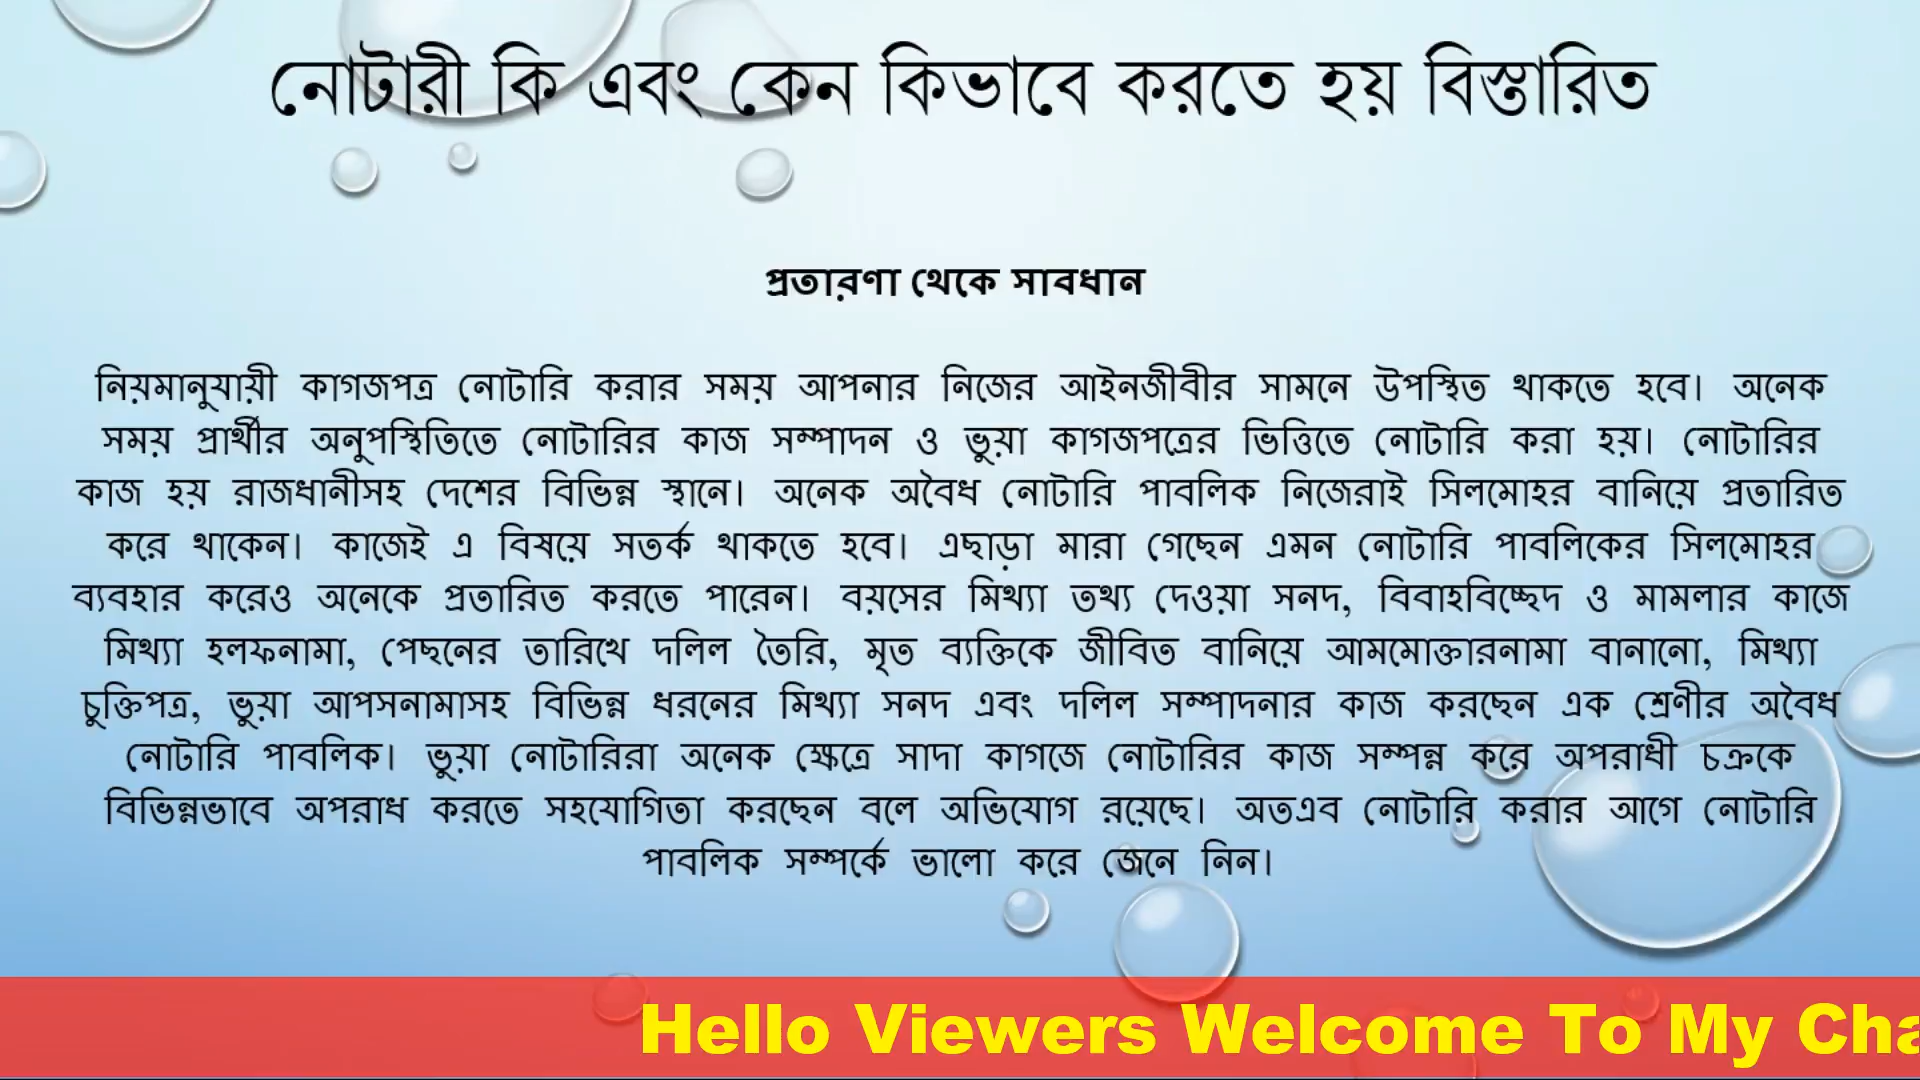 নোটারী কি এবং কেন কিভাবে করতে হয় বিস্তারিত
প্রতারণা থেকে সাবধান
নিয়মানুযায়ী কাগজপত্র নোটারি করার সময় আপনার নিজের আইনজীবীর সামনে উপস্থিত থাকতে হবে। অনেক
সময় প্রার্থীর অনুপস্থিতিতে নোটারির কাজ সম্পাদন ও ভুয়া কাগজপত্রের ভিত্তিতে নোটারি করা হয়। নোটারির
কাজ হয় রাজধানীসহ দেশের বিভিন্ন স্থানে। অনেক অবৈধ নোটারি পাবলিক নিজেরাই সিলমোহর বানিয়ে প্রতারিত
করে থাকেন। কাজেই এ বিষয়ে সতর্ক থাকতে হবে। এছাড়া মারা গেছেন এমন নোটারি পাবলিকের সিলমোহর
ব্যবহার করেও অনেকে প্রতারিত করতে পারেন। বয়সের মিথ্যা তথ্য দেওয়া সনদ, বিবাহবিচ্ছেদ ও মামলার কাজে
মিথ্যা হলফনামা, পেছনের তারিখে দলিল তৈরি, মৃত ব্যক্তিকে জীবিত বানিয়ে আমমোক্তারনামা বানানো, মিথ্যা
চুক্তিপত্র, ভুয়া আপসনামাসহ বিভিন্ন ধরনের মিথ্যা সনদ এবং দলিল সম্পাদনার কাজ করছেন এক শ্রেণীর অবৈধ
নোটারি পাবলিক। ভুয়া নোটারিরা অনেক ক্ষেত্রে সাদা কাগজে নোটারির কাজ সম্পন্ন করে অপরাধী চক্রকে
বিভিন্নভাবে অপরাধ করতে সহযোগিতা করছেন বলে অভিযোগ রয়েছে। অতএব নোটারি করার আগে নোটারি
পাবলিক সম্পর্কে ভালো করে জেনে নিন।
Hello Viewers Welcome To My Cha